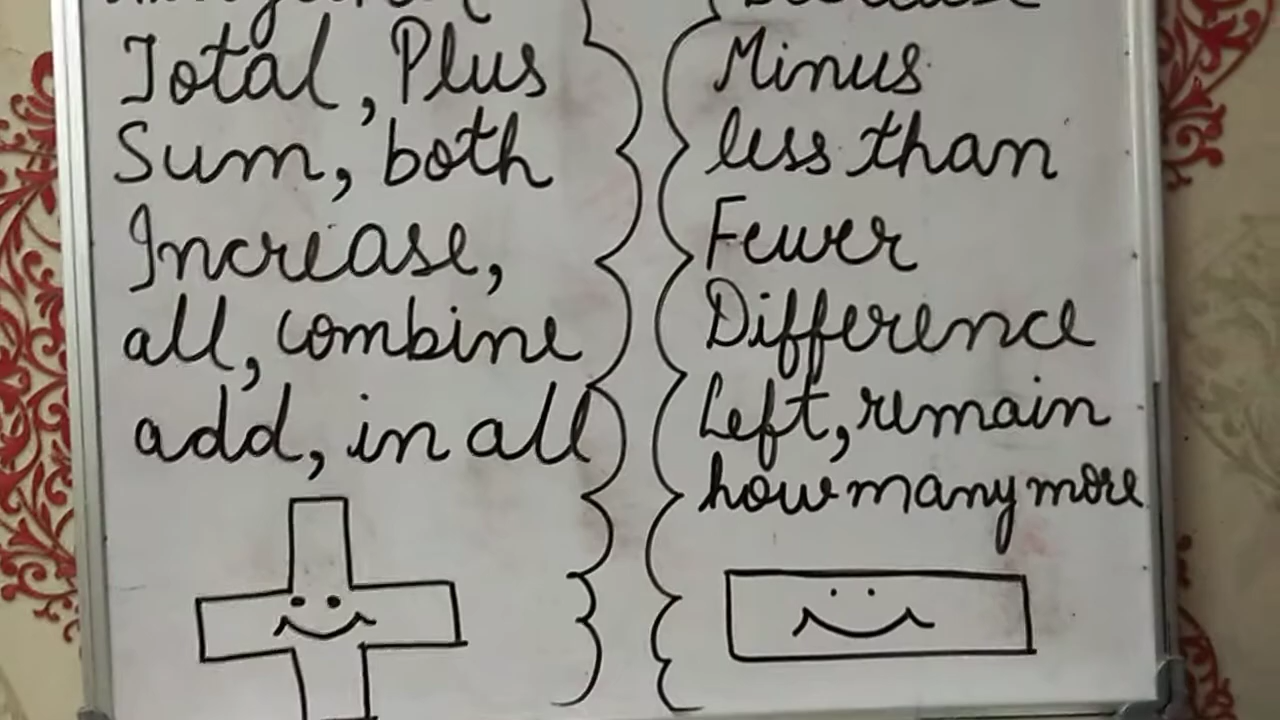 Total, Plus
Sum, both
Increase,
all, combine
add, in all
Minus
less than
Fewer
Difference
Left, remain
how many more